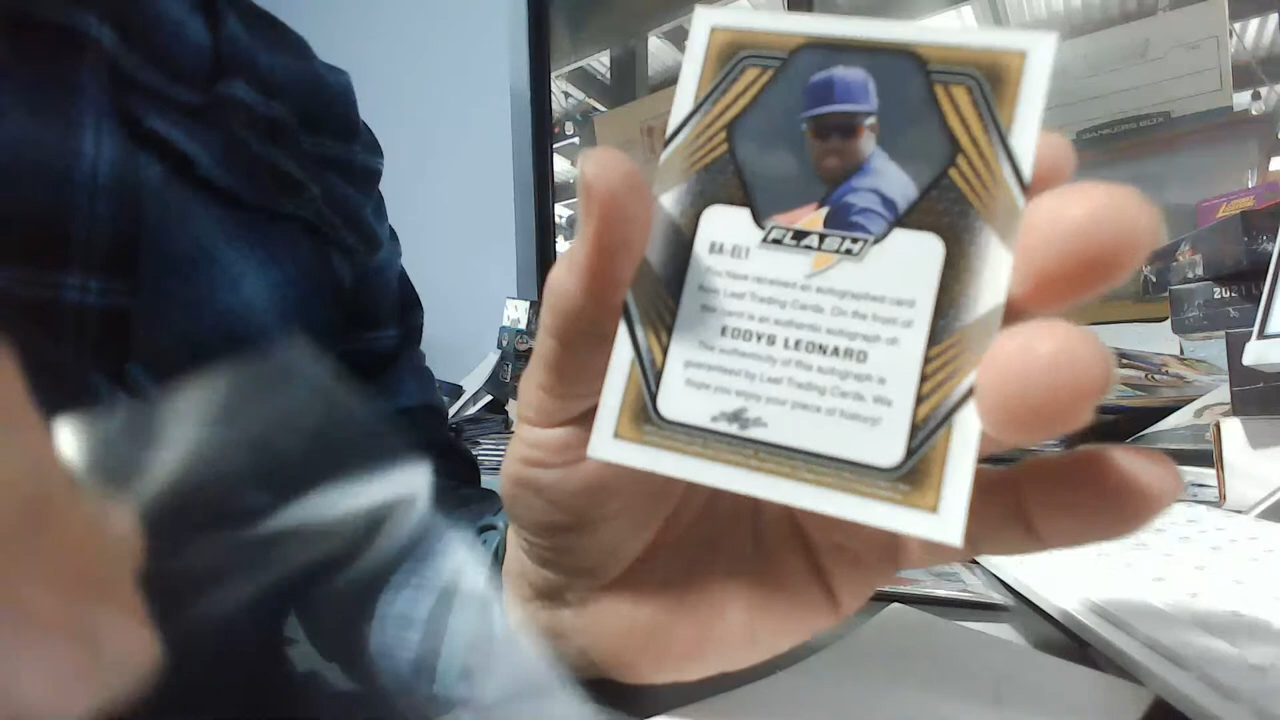 BANKERS BOX
FLASH
BA-EL1
You have received an autographed card
from Leaf Trading Cards. On the front of
this card is an authentic autograph of:
EDDYS LEONARD
The authenticity of this autograph is
guaranteed by Leaf Trading Cards. We
hope you enjoy your piece of history!
Leaf
2021